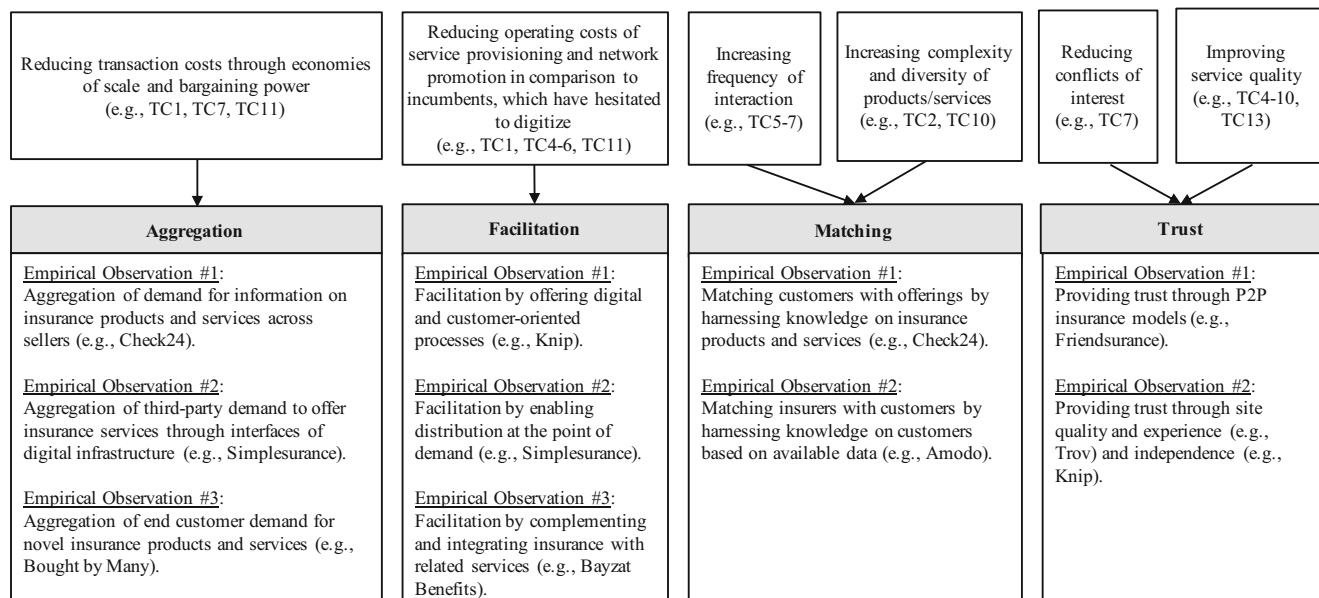 Reducing transaction costs through economies
of scale and bargaining power
(e.g., TC1, TC7, TC11)
Reducing operating costs of
service provisioning and network
promotion in comparison to
incumbents, which have hesitated
to digitize
(e.g., TC1, TC4-6, TC11)
Increasing
frequency of
interaction
(e.g., TC5-7)
Increasing complexity
and diversity of
products/services
(e.g., TC2, TC10)
Reducing
conflicts of
interest
(e.g., TC7)
Improving
service quality
(e.g., TC4-10,
TC13)
Aggregation
Empirical Observation #1:
Aggregation of demand for information on
insurance products and services across
sellers (e.g., Check24).
Empirical Observation #2:
Aggregation of third-party demand to offer
insurance services through interfaces of
digital infrastructure (e.g., Simplesurance).
Empirical Observation #3:
Aggregation of end customer demand for
novel insurance products and services (e.g.,
Bought by Many).
Facilitation
Empirical Observation #1:
Facilitation by offering digital
and customer-oriented
processes (e.g., Knip).
Empirical Observation #2:
Facilitation by enabling
distribution at the point of
demand (e.g., Simplesurance).
Empirical Observation #3:
Facilitation by complementing
and integrating insurance with
related services (e.g., Bayzat
Benefits).
Matching
Empirical Observation #1:
Matching customers with offerings by
harnessing knowledge on insurance
products and services (e.g., Check24).
Empirical Observation #2:
Matching insurers with customers by
harnessing knowledge on customers
based on available data (e.g., Amodo).
Trust
Empirical Observation #1:
Providing trust through P2P
insurance models (e.g.,
Friendsurance).
Empirical Observation #2:
Providing trust through site
quality and experience (e.g.,
Trov) and independence (e.g.,
Knip).